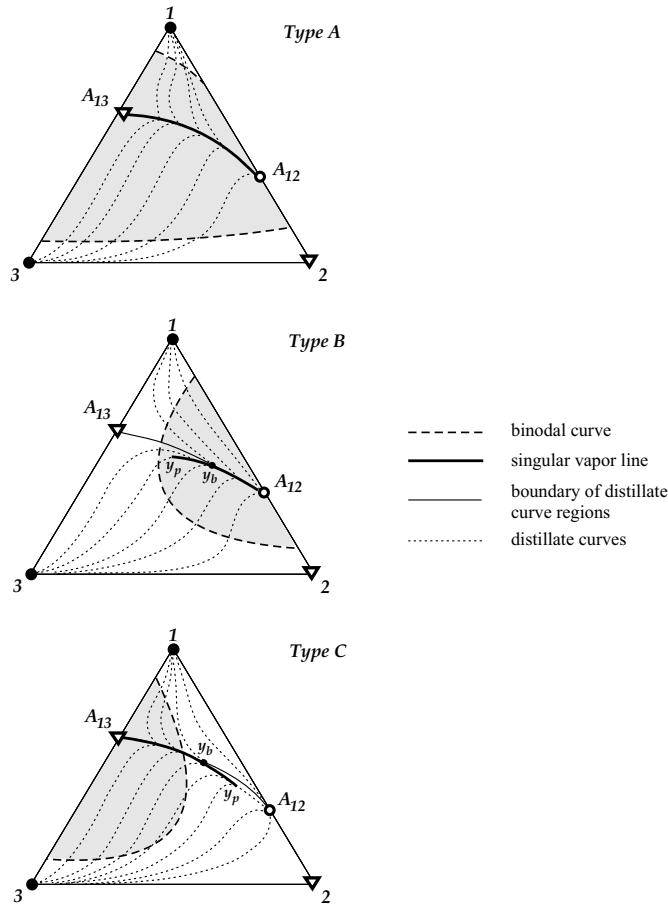 1
Type A
A13
A12
3
2
1
Type B
A13
yp
yb
A12
3
2
binodal curve
singular vapor line
boundary of distillate
curve regions
distillate curves
1
Type C
A13
yb
yp
A12
3
2